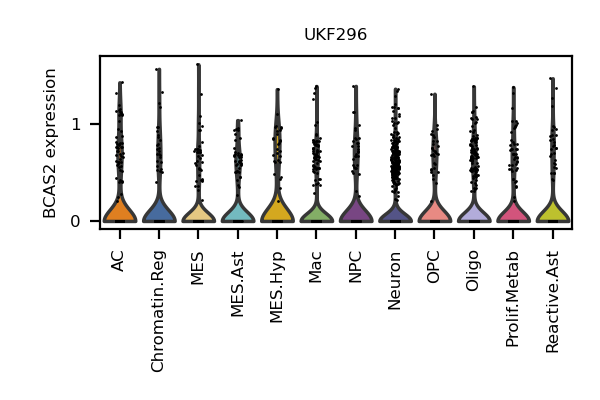 UKF296
BCAS2 expression
1
0
AC
Chromatin.Reg
MES
MES.Ast
MES.Hyp
Mac
NPC
Neuron
OPC
Oligo
Prolif.Metab
Reactive.Ast